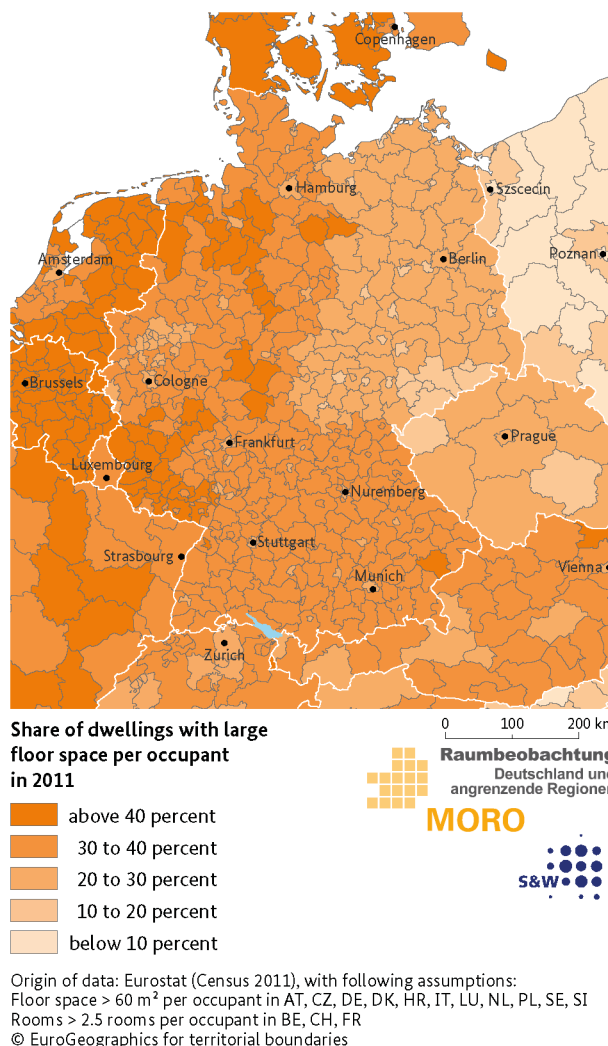 Copenhagen
Hamburg
Szscecin
Amsterdam
Berlin
Poznan
Brussels
Cologne
Prague
Frankfurt
Luxembourg
Nuremberg
Stuttgart
Strasbourg
Vienna
Munich
Zurich
Share of dwellings with large
floor space per occupant
in 2011
0 100 200 km
Raumbeobachtung
Deutschland und
angrenzende Regionen
MORO
S&W
above 40 percent
30 to 40 percent
20 to 30 percent
10 to 20 percent
below 10 percent
Origin of data: Eurostat (Census 2011), with following assumptions:
Floor space > 60 m² per occupant in AT, CZ, DE, DK, HR, IT, LU, NL, PL, SE, SI
Rooms > 2.5 rooms per occupant in BE, CH, FR
© EuroGeographics for territorial boundaries